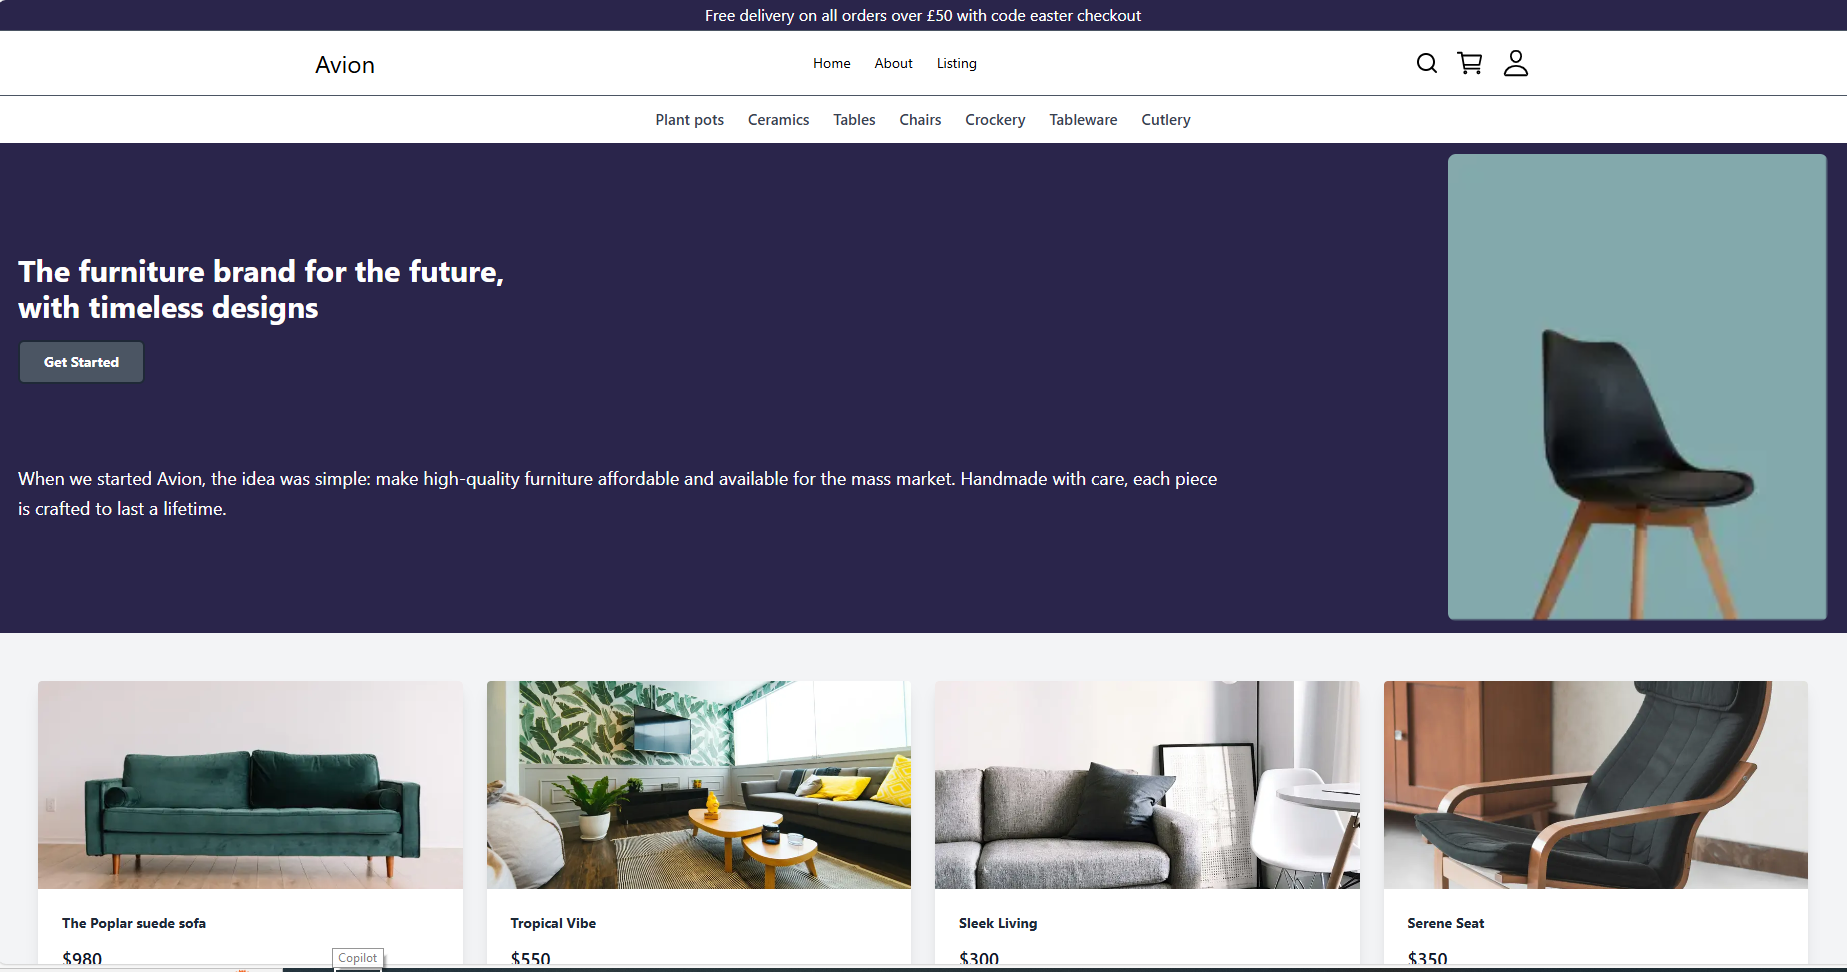 Free delivery on all orders over £50 with code easter checkout
Avion
Home About Listing
Plant pots Ceramics Tables Chairs Crockery Tableware Cutlery
The furniture brand for the future,
with timeless designs
Get Started
When we started Avion, the idea was simple: make high-quality furniture affordable and available for the mass market. Handmade with care, each piece
is crafted to last a lifetime.
The Poplar suede sofa
$980
Tropical Vibe
$550
Sleek Living
$300
Serene Seat
$350
Copilot